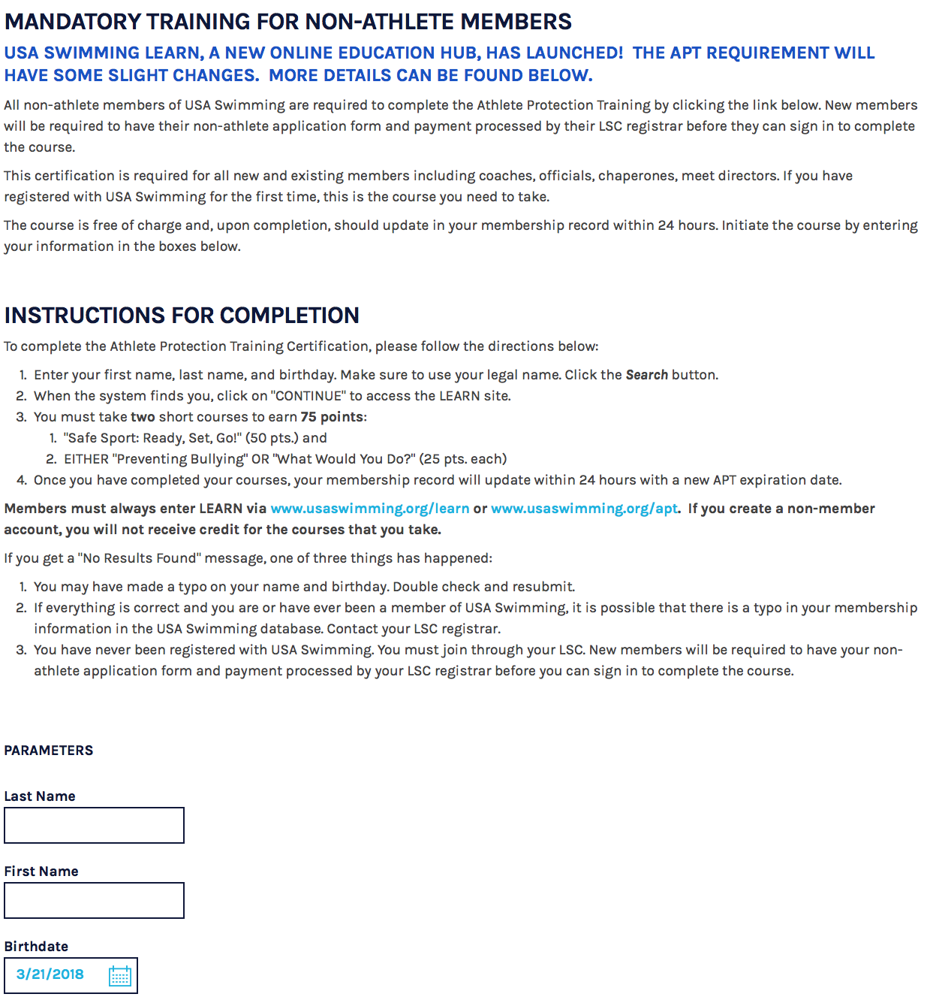 MANDATORY TRAINING FOR NON-ATHLETE MEMBERS
USA SWIMMING LEARN, A NEW ONLINE EDUCATION HUB, HAS LAUNCHED!  THE APT REQUIREMENT WILL
HAVE SOME SLIGHT CHANGES.  MORE DETAILS CAN BE FOUND BELOW.
All non-athlete members of USA Swimming are required to complete the Athlete Protection Training by clicking the link below. New members
will be required to have their non-athlete application form and payment processed by their LSC registrar before they can sign in to complete
the course.
This certification is required for all new and existing members including coaches, officials, chaperones, meet directors. If you have
registered with USA Swimming for the first time, this is the course you need to take.
The course is free of charge and, upon completion, should update in your membership record within 24 hours. Initiate the course by entering
your information in the boxes below.
INSTRUCTIONS FOR COMPLETION
To complete the Athlete Protection Training Certification, please follow the directions below:
1. Enter your first name, last name, and birthday. Make sure to use your legal name. Click the Search button.
2. When the system finds you, click on "CONTINUE" to access the LEARN site.
3. You must take two short courses to earn 75 points:
1. "Safe Sport: Ready, Set, Go!" (50 pts.) and
2. EITHER "Preventing Bullying" OR "What Would You Do?" (25 pts. each)
4. Once you have completed your courses, your membership record will update within 24 hours with a new APT expiration date.
Members must always enter LEARN via www.usaswimming.org/learn or www.usaswimming.org/apt.  If you create a non-member
account, you will not receive credit for the courses that you take.
If you get a "No Results Found" message, one of three things has happened:
1. You may have made a typo on your name and birthday. Double check and resubmit.
2. If everything is correct and you are or have ever been a member of USA Swimming, it is possible that there is a typo in your membership
information in the USA Swimming database. Contact your LSC registrar.
3. You have never been registered with USA Swimming. You must join through your LSC. New members will be required to have your non-
athlete application form and payment processed by your LSC registrar before you can sign in to complete the course.
PARAMETERS
Last Name
First Name
Birthdate
3/21/2018